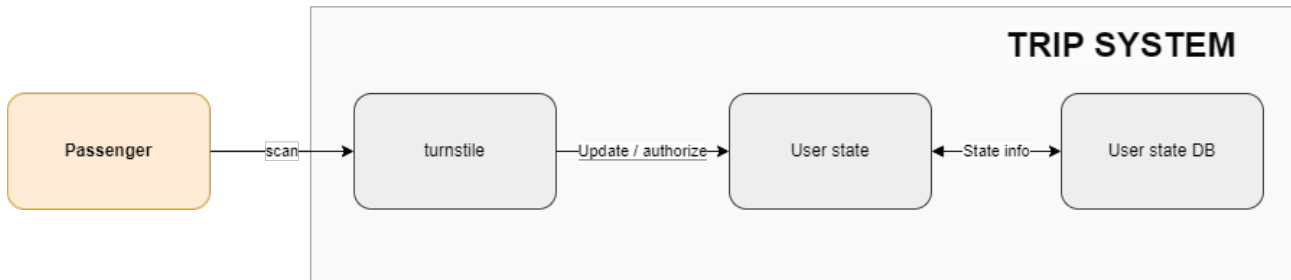 TRIP SYSTEM
Passenger
scan
turnstile
Update / authorize
User state
State info
User state DB